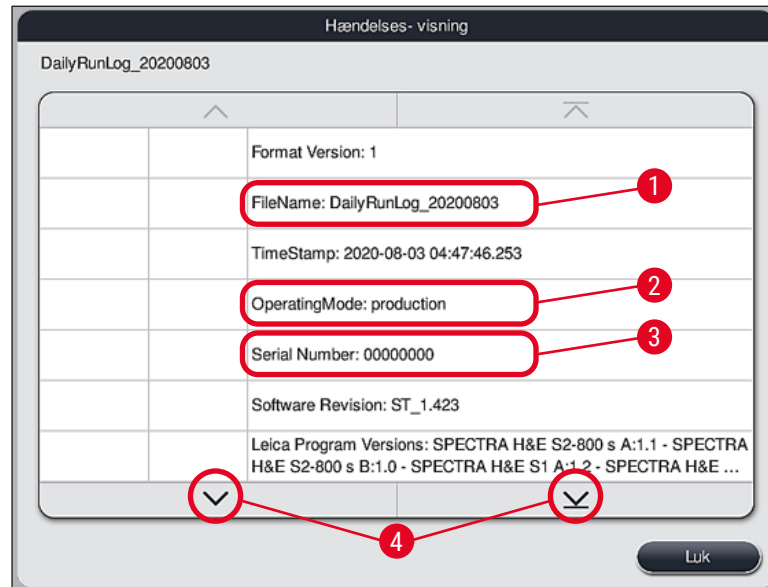 Hændelses- visning
DailyRunLog_20200803
Format Version: 1
FileName: DailyRunLog_20200803
1
TimeStamp: 2020-08-03 04:47:46.253
OperatingMode: production
2
Serial Number: 00000000
3
Software Revision: ST_1.423
Leica Program Versions: SPECTRA H&E S2-800 s A:1.1 - SPECTRA
H&E S2-800 s B:1.0 - SPECTRA H&E S1 A:1.2 - SPECTRA H&E ...
4
Luk